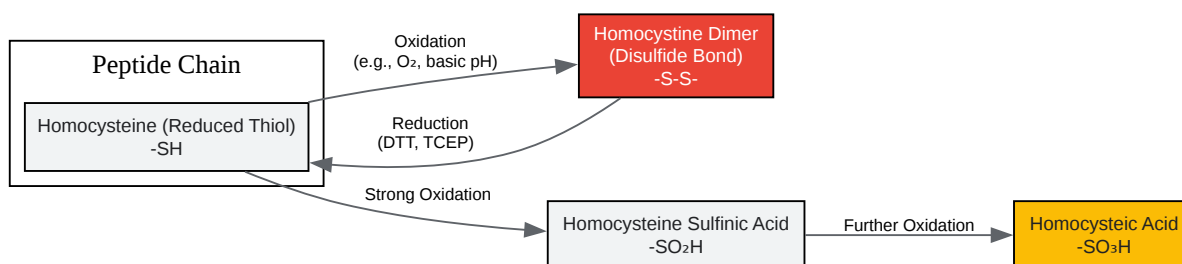 Peptide Chain
Homocysteine (Reduced Thiol)
-SH
Oxidation
(e.g., O₂, basic pH)
Homocystine Dimer
(Disulfide Bond)
-S-S-
Reduction
(DTT, TCEP)
Strong Oxidation
Homocysteine Sulfinic Acid
-SO₂H
Further Oxidation
Homocysteic Acid
-SO₃H